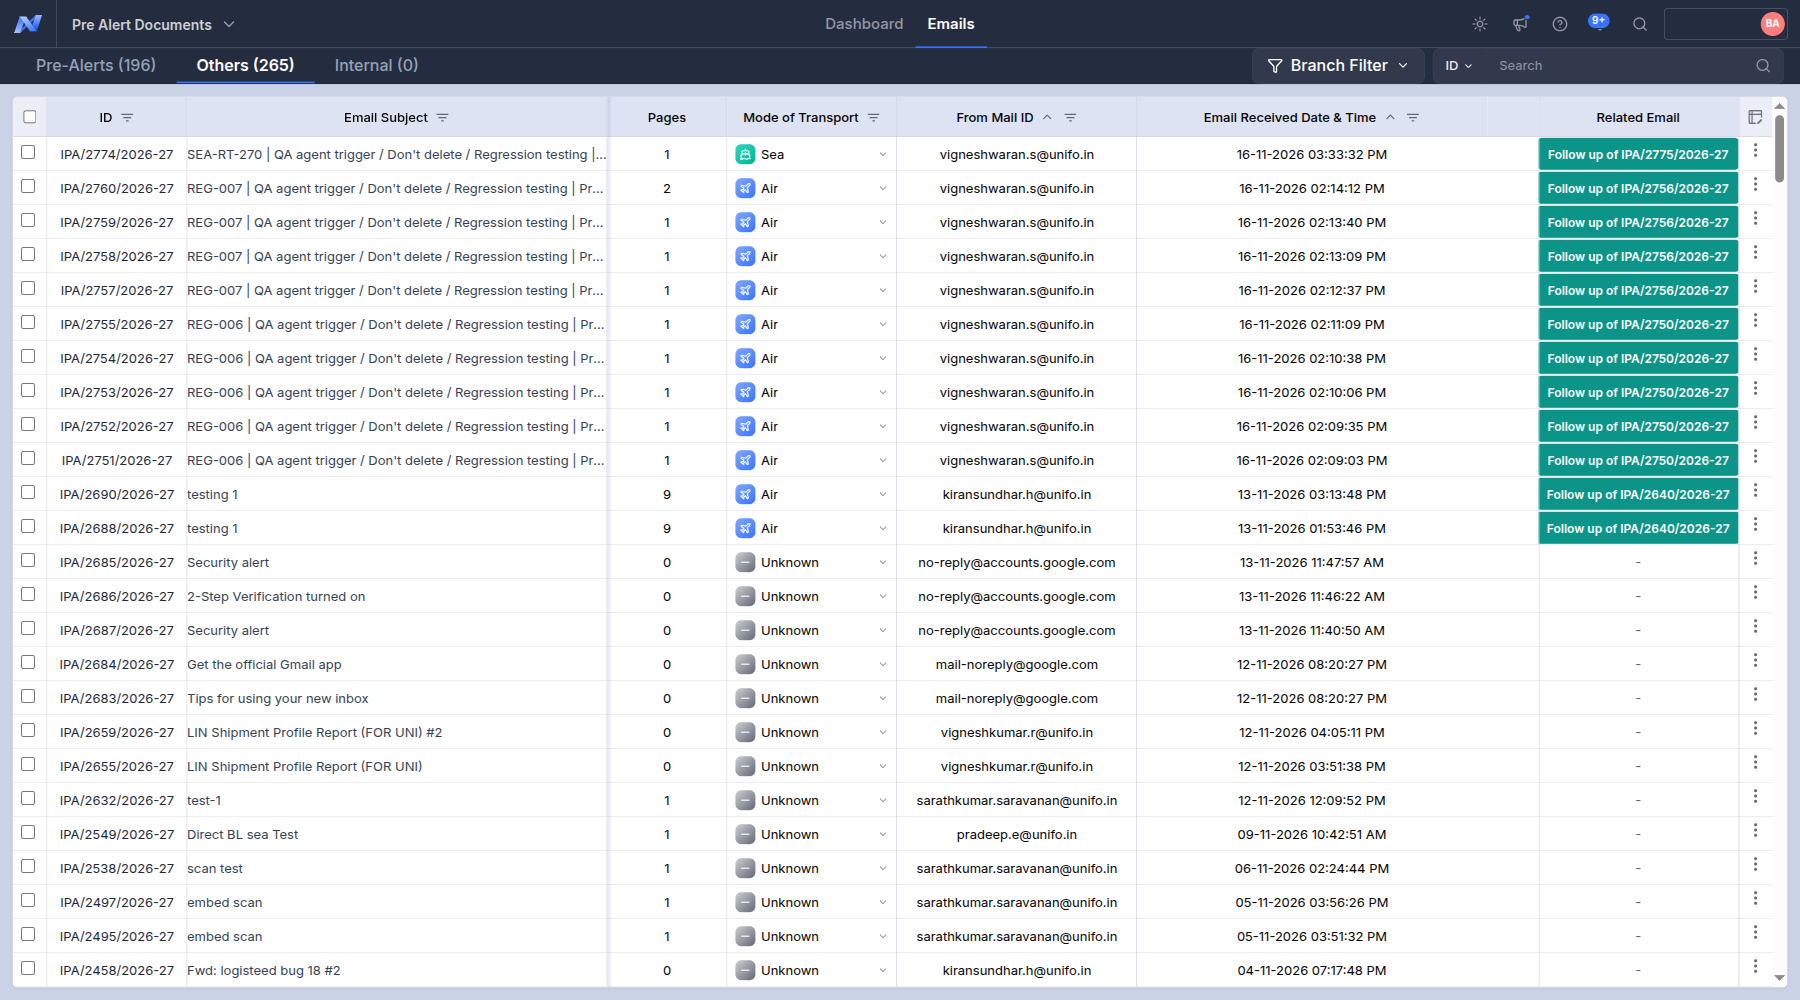 Pre Alert Documents
Dashboard
Emails
9+
BA
Pre-Alerts (196)
Others (265)
Internal (0)
Branch Filter
ID
Search
ID Email Subject Pages Mode of Transport From Mail ID Email Received Date & Time Related Email
IPA/2774/2026-27 SEA-RT-270 | QA agent trigger / Don't delete / Regression testing |... 1 Sea vigneshwaran.s@unifo.in 16-11-2026 03:33:32 PM Follow up of IPA/2775/2026-27
IPA/2760/2026-27 REG-007 | QA agent trigger / Don't delete / Regression testing | Pr... 2 Air vigneshwaran.s@unifo.in 16-11-2026 02:14:12 PM Follow up of IPA/2756/2026-27
IPA/2759/2026-27 REG-007 | QA agent trigger / Don't delete / Regression testing | Pr... 1 Air vigneshwaran.s@unifo.in 16-11-2026 02:13:40 PM Follow up of IPA/2756/2026-27
IPA/2758/2026-27 REG-007 | QA agent trigger / Don't delete / Regression testing | Pr... 1 Air vigneshwaran.s@unifo.in 16-11-2026 02:13:09 PM Follow up of IPA/2756/2026-27
IPA/2757/2026-27 REG-007 | QA agent trigger / Don't delete / Regression testing | Pr... 1 Air vigneshwaran.s@unifo.in 16-11-2026 02:12:37 PM Follow up of IPA/2756/2026-27
IPA/2755/2026-27 REG-006 | QA agent trigger / Don't delete / Regression testing | Pr... 1 Air vigneshwaran.s@unifo.in 16-11-2026 02:11:09 PM Follow up of IPA/2750/2026-27
IPA/2754/2026-27 REG-006 | QA agent trigger / Don't delete / Regression testing | Pr... 1 Air vigneshwaran.s@unifo.in 16-11-2026 02:10:38 PM Follow up of IPA/2750/2026-27
IPA/2753/2026-27 REG-006 | QA agent trigger / Don't delete / Regression testing | Pr... 1 Air vigneshwaran.s@unifo.in 16-11-2026 02:10:06 PM Follow up of IPA/2750/2026-27
IPA/2752/2026-27 REG-006 | QA agent trigger / Don't delete / Regression testing | Pr... 1 Air vigneshwaran.s@unifo.in 16-11-2026 02:09:35 PM Follow up of IPA/2750/2026-27
IPA/2751/2026-27 REG-006 | QA agent trigger / Don't delete / Regression testing | Pr... 1 Air vigneshwaran.s@unifo.in 16-11-2026 02:09:03 PM Follow up of IPA/2750/2026-27
IPA/2690/2026-27 testing 1 9 Air kiransundhar.h@unifo.in 13-11-2026 03:13:48 PM Follow up of IPA/2640/2026-27
IPA/2688/2026-27 testing 1 9 Air kiransundhar.h@unifo.in 13-11-2026 01:53:46 PM Follow up of IPA/2640/2026-27
IPA/2685/2026-27 Security alert 0 Unknown no-reply@accounts.google.com 13-11-2026 11:47:57 AM -
IPA/2686/2026-27 2-Step Verification turned on 0 Unknown no-reply@accounts.google.com 13-11-2026 11:46:22 AM -
IPA/2687/2026-27 Security alert 0 Unknown no-reply@accounts.google.com 13-11-2026 11:40:50 AM -
IPA/2684/2026-27 Get the official Gmail app 0 Unknown mail-noreply@google.com 12-11-2026 08:20:27 PM -
IPA/2683/2026-27 Tips for using your new inbox 0 Unknown mail-noreply@google.com 12-11-2026 08:20:27 PM -
IPA/2659/2026-27 LIN Shipment Profile Report (FOR UNI) #2 0 Unknown vigneshkumar.r@unifo.in 12-11-2026 04:05:11 PM -
IPA/2655/2026-27 LIN Shipment Profile Report (FOR UNI) 0 Unknown vigneshkumar.r@unifo.in 12-11-2026 03:51:38 PM -
IPA/2632/2026-27 test-1 1 Unknown sarathkumar.saravanan@unifo.in 12-11-2026 12:09:52 PM -
IPA/2549/2026-27 Direct BL sea Test 1 Unknown pradeep.e@unifo.in 09-11-2026 10:42:51 AM -
IPA/2538/2026-27 scan test 1 Unknown sarathkumar.saravanan@unifo.in 06-11-2026 02:24:44 PM -
IPA/2497/2026-27 embed scan 1 Unknown sarathkumar.saravanan@unifo.in 05-11-2026 03:56:26 PM -
IPA/2495/2026-27 embed scan 1 Unknown sarathkumar.saravanan@unifo.in 05-11-2026 03:51:32 PM -
IPA/2458/2026-27 Fwd: logisteed bug 18 #2 0 Unknown kiransundhar.h@unifo.in 04-11-2026 07:17:48 PM -